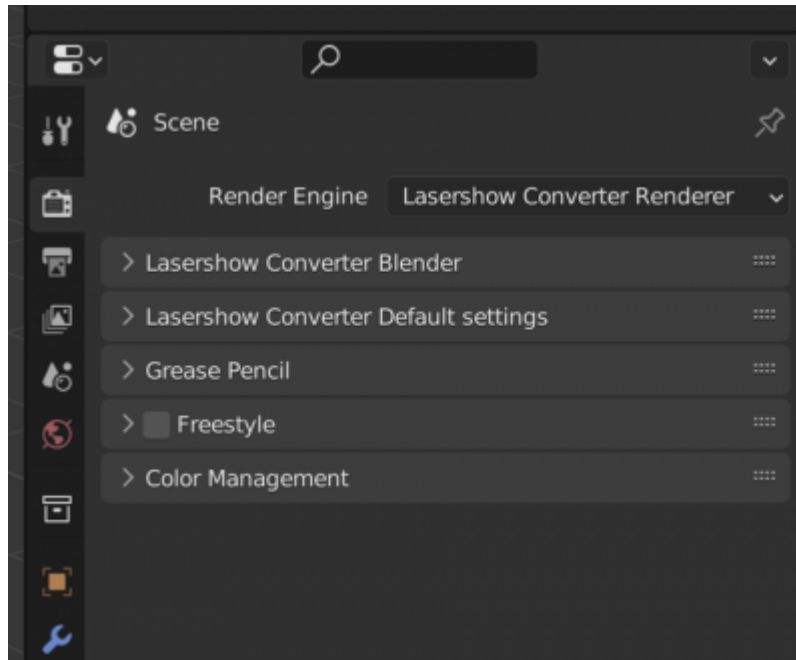 Scene
Render Engine Lasershow Converter Renderer
Lasershow Converter Blender
Lasershow Converter Default settings
Grease Pencil
Freestyle
Color Management